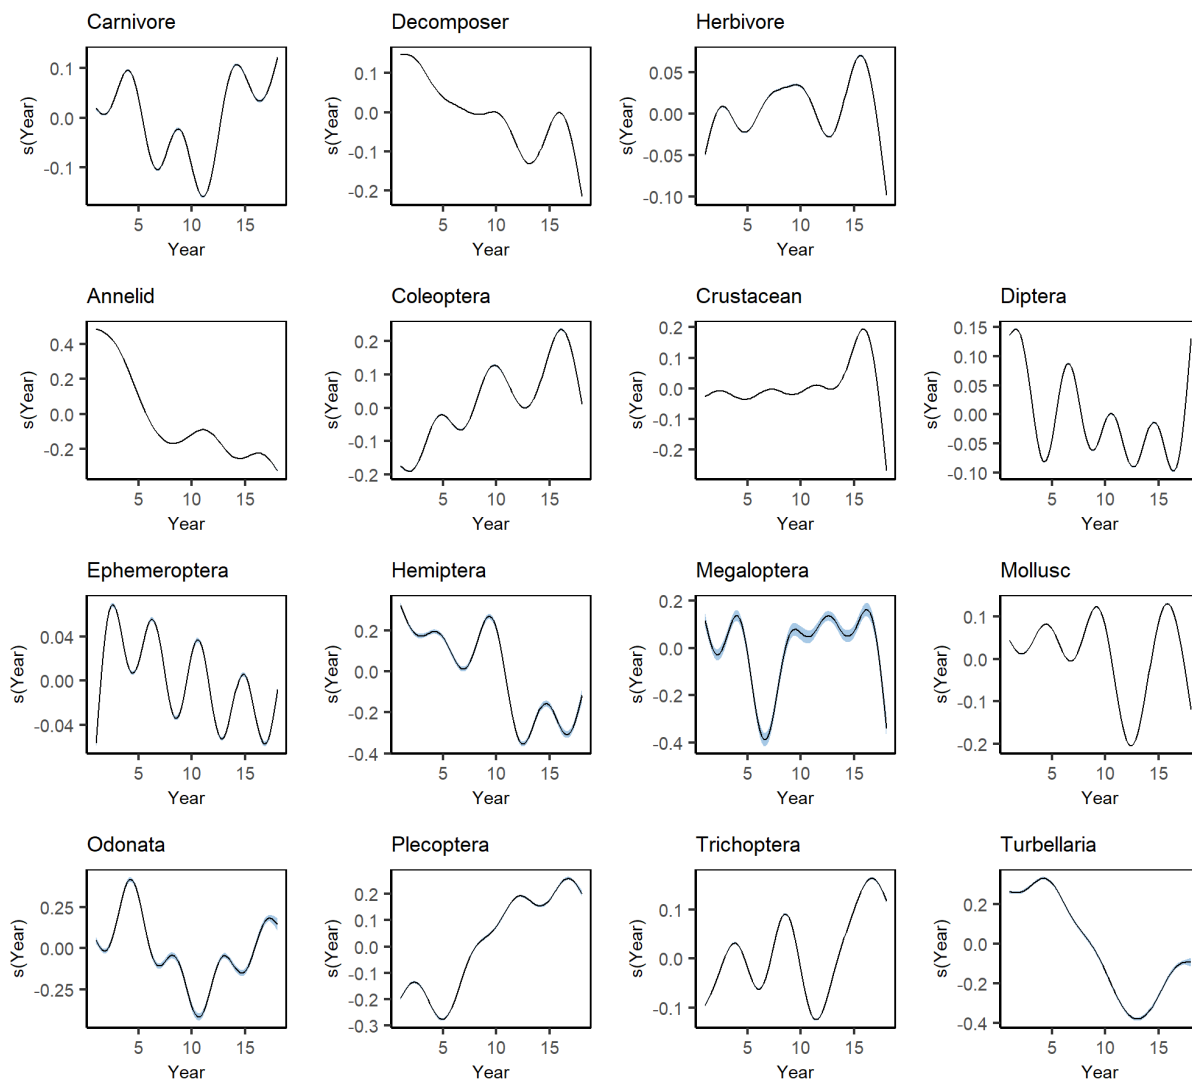 Carnivore
Decomposer
Herbivore
s(Year)
0.1
0.0
-0.1
5 10 15
Year
s(Year)
0.1
0.0
-0.1
-0.2
5 10 15
Year
s(Year)
0.05
0.00
-0.05
-0.10
5 10 15
Year
Annelid
Coleoptera
Crustacean
Diptera
s(Year)
0.4
0.2
0.0
-0.2
5 10 15
Year
s(Year)
0.2
0.1
0.0
-0.1
-0.2
5 10 15
Year
s(Year)
0.2
0.1
0.0
-0.1
-0.2
5 10 15
Year
s(Year)
0.15
0.10
0.05
0.00
-0.05
-0.10
5 10 15
Year
Ephemeroptera
Hemiptera
Megaloptera
Mollusc
s(Year)
0.04
0.00
-0.04
5 10 15
Year
s(Year)
0.2
0.0
-0.2
-0.4
5 10 15
Year
s(Year)
0.2
0.0
-0.2
-0.4
5 10 15
Year
s(Year)
0.1
0.0
-0.1
-0.2
5 10 15
Year
Odonata
Plecoptera
Trichoptera
Turbellaria
s(Year)
0.25
0.00
-0.25
5 10 15
Year
s(Year)
0.2
0.1
0.0
-0.1
-0.2
-0.3
5 10 15
Year
s(Year)
0.1
0.0
-0.1
5 10 15
Year
s(Year)
0.2
0.0
-0.2
-0.4
5 10 15
Year